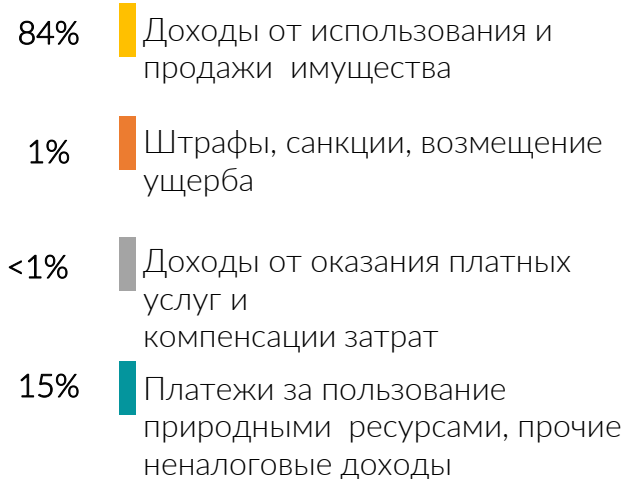 84%
Доходы от использования и
продажи имущества
1%
Штрафы, санкции, возмещение
ущерба
<1%
Доходы от оказания платных
услуг и
компенсации затрат
15%
Платежи за пользование
природными ресурсами, прочие
неналоговые доходы